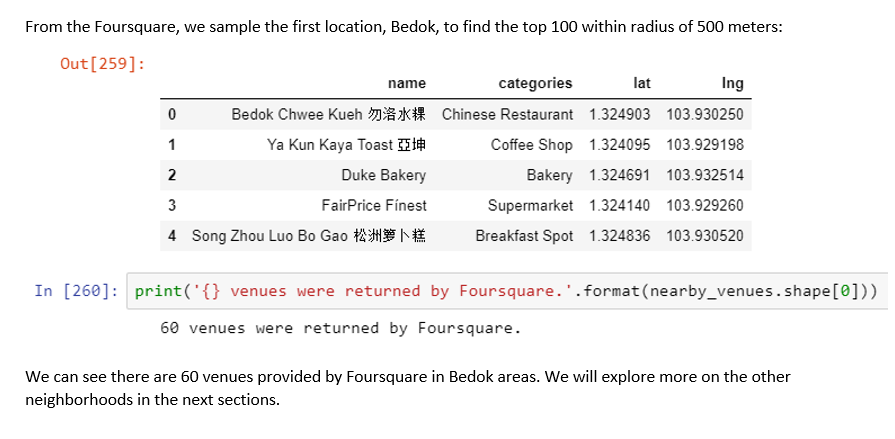 From the Foursquare, we sample the first location, Bedok, to find the top 100 within radius of 500 meters:
Out[259]:
name categories lat lng
0 Bedok Chwee Kueh 勿洛水粿 Chinese Restaurant 1.324903 103.930250
1 Ya Kun Kaya Toast 亞坤 Coffee Shop 1.324095 103.929198
2 Duke Bakery Bakery 1.324691 103.932514
3 FairPrice Fínest Supermarket 1.324140 103.929260
4 Song Zhou Luo Bo Gao 松洲萝卜糕 Breakfast Spot 1.324836 103.930520
In [260]: print('{} venues were returned by Foursquare.'.format(nearby_venues.shape[0]))
60 venues were returned by Foursquare.
We can see there are 60 venues provided by Foursquare in Bedok areas. We will explore more on the other
neighborhoods in the next sections.